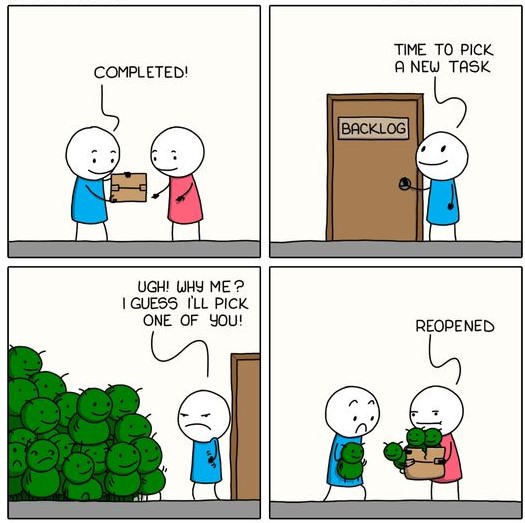 COMPLETED!
TIME TO PICK
A NEW TASK
BACKLOG
UGH! WHY ME?
I GUESS I'LL PICK
ONE OF YOU!
REOPENED